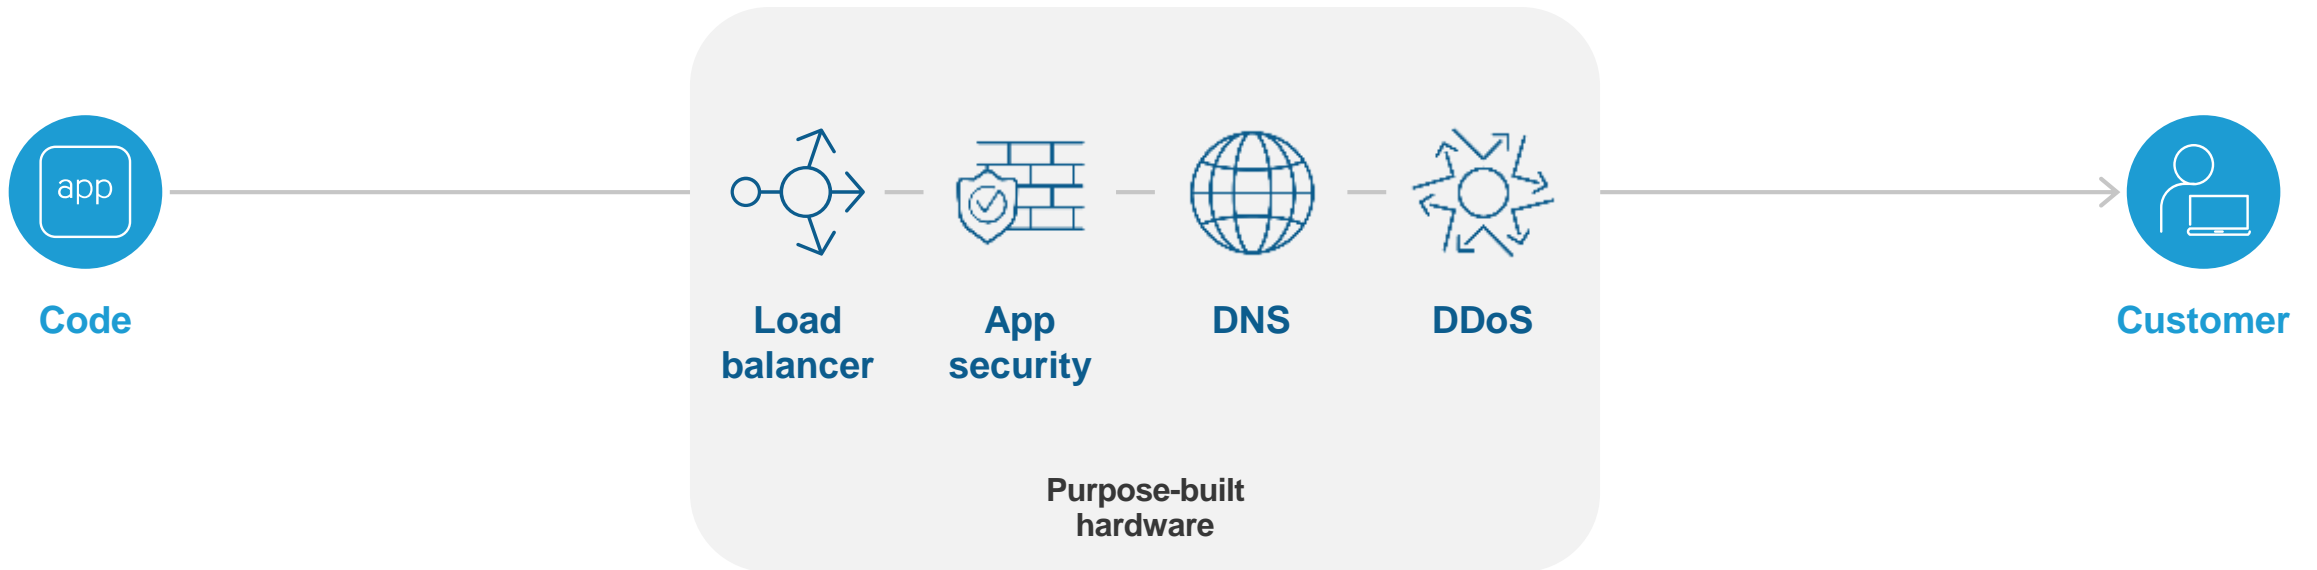 app
Code
Load
balancer
App
security
DNS
DDoS
Purpose-built
hardware
Customer